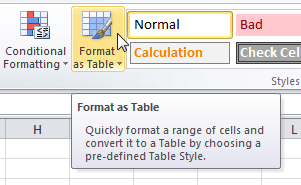 Conditional
Formatting
Format
as Table
Normal
Bad
Calculation
Check Cel
Styles
Format as Table
Quickly format a range of cells and
convert it to a Table by choosing a
pre-defined Table Style.
H
L